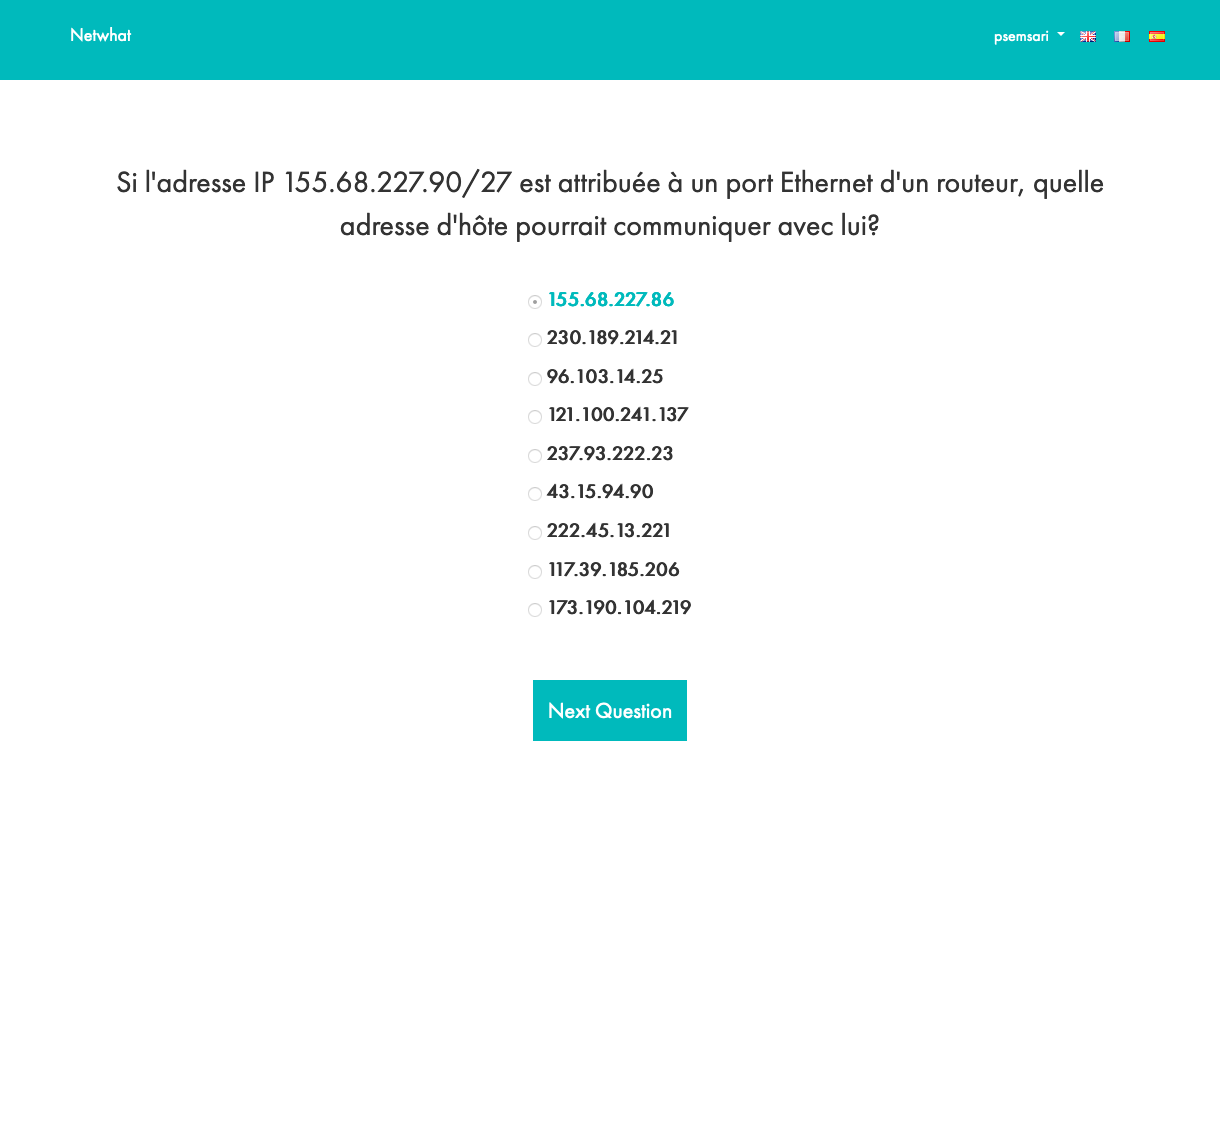 Netwhat
psemsari
Si l'adresse IP 155.68.227.90/27 est attribuée à un port Ethernet d'un routeur, quelle
adresse d'hôte pourrait communiquer avec lui?
155.68.227.86
230.189.214.21
96.103.14.25
121.100.241.137
237.93.222.23
43.15.94.90
222.45.13.221
117.39.185.206
173.190.104.219
Next Question